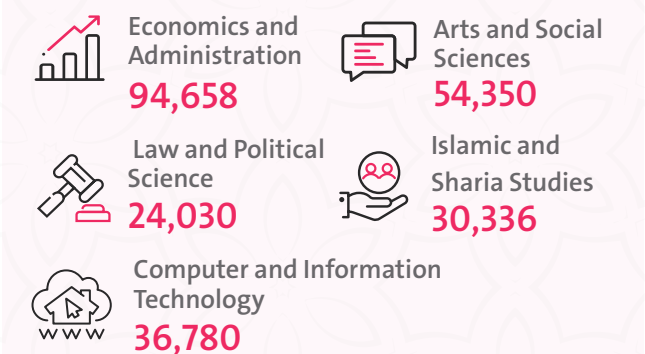 Economics and
Administration
94,658
Arts and Social
Sciences
54,350
Law and Political
Science
24,030
Islamic and
Sharia Studies
30,336
Computer and Information
Technology
36,780
WWW